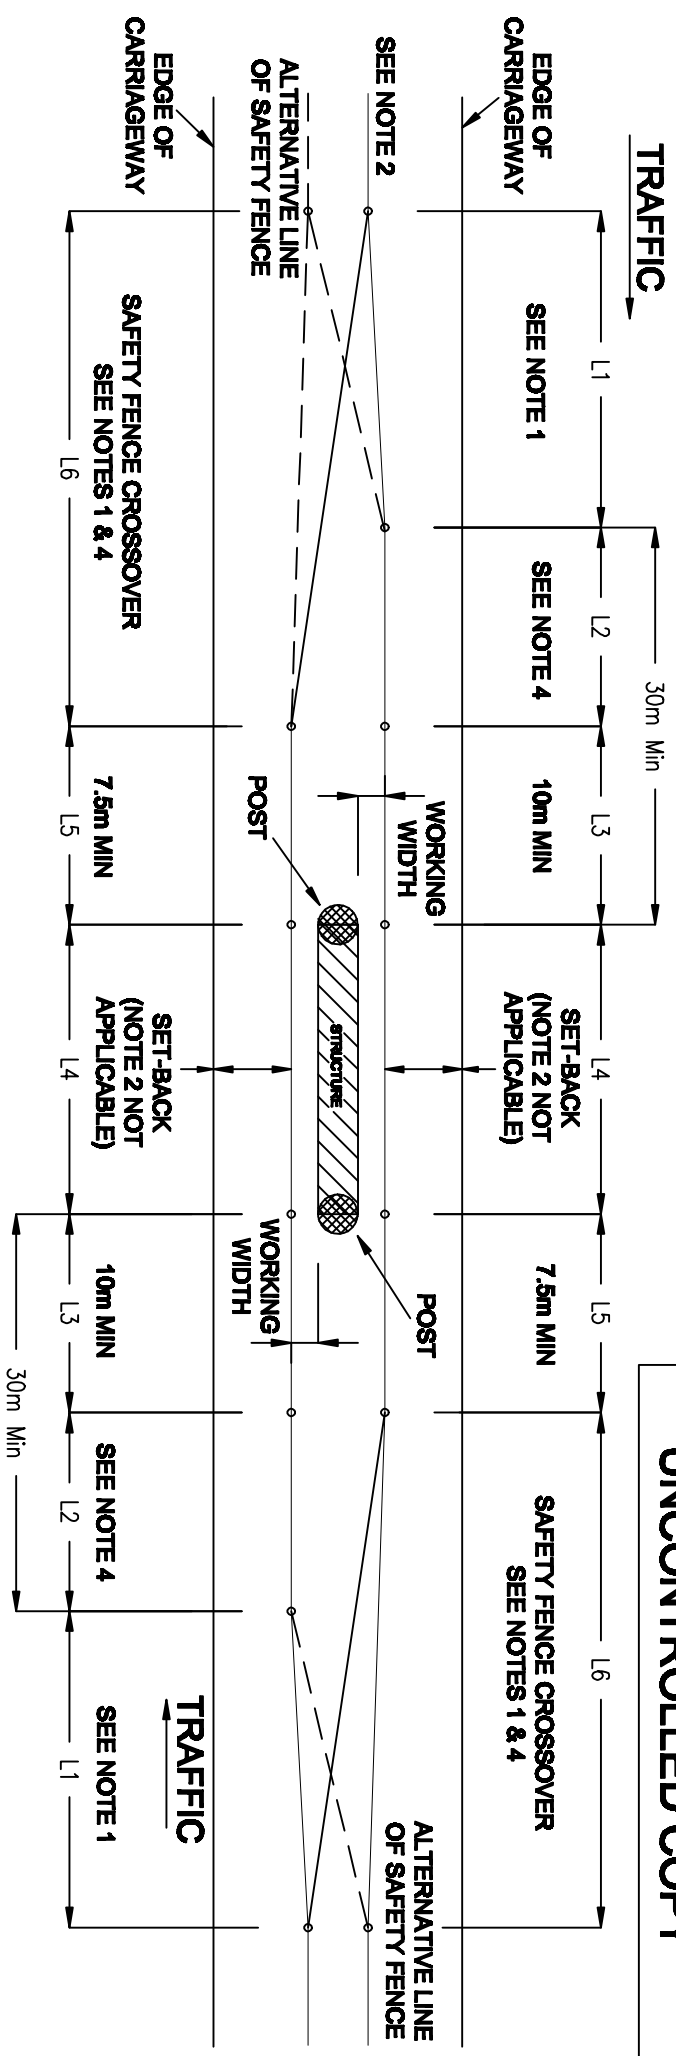 UNCONTROLLED COPY
TRAFFIC
30m Min
L1
L2
L3
L4
L5
L6
SEE NOTE 1
SEE NOTE 4
10m MIN
SET-BACK
(NOTE 2 NOT
APPLICABLE)
7.5m MIN
SAFETY FENCE CROSSOVER
SEE NOTES 1 & 4
EDGE OF
CARRIAGEWAY
SEE NOTE 2
WORKING
WIDTH
POST
ALTERNATIVE LINE
OF SAFETY FENCE
STRUCTURE
ALTERNATIVE LINE
OF SAFETY FENCE
POST
WORKING
WIDTH
EDGE OF
CARRIAGEWAY
TRAFFIC
SAFETY FENCE CROSSOVER
SEE NOTES 1 & 4
7.5m MIN
SET-BACK
(NOTE 2 NOT
APPLICABLE)
10m MIN
SEE NOTE 4
SEE NOTE 1
L6
L5
L4
L3
L2
L1
30m Min